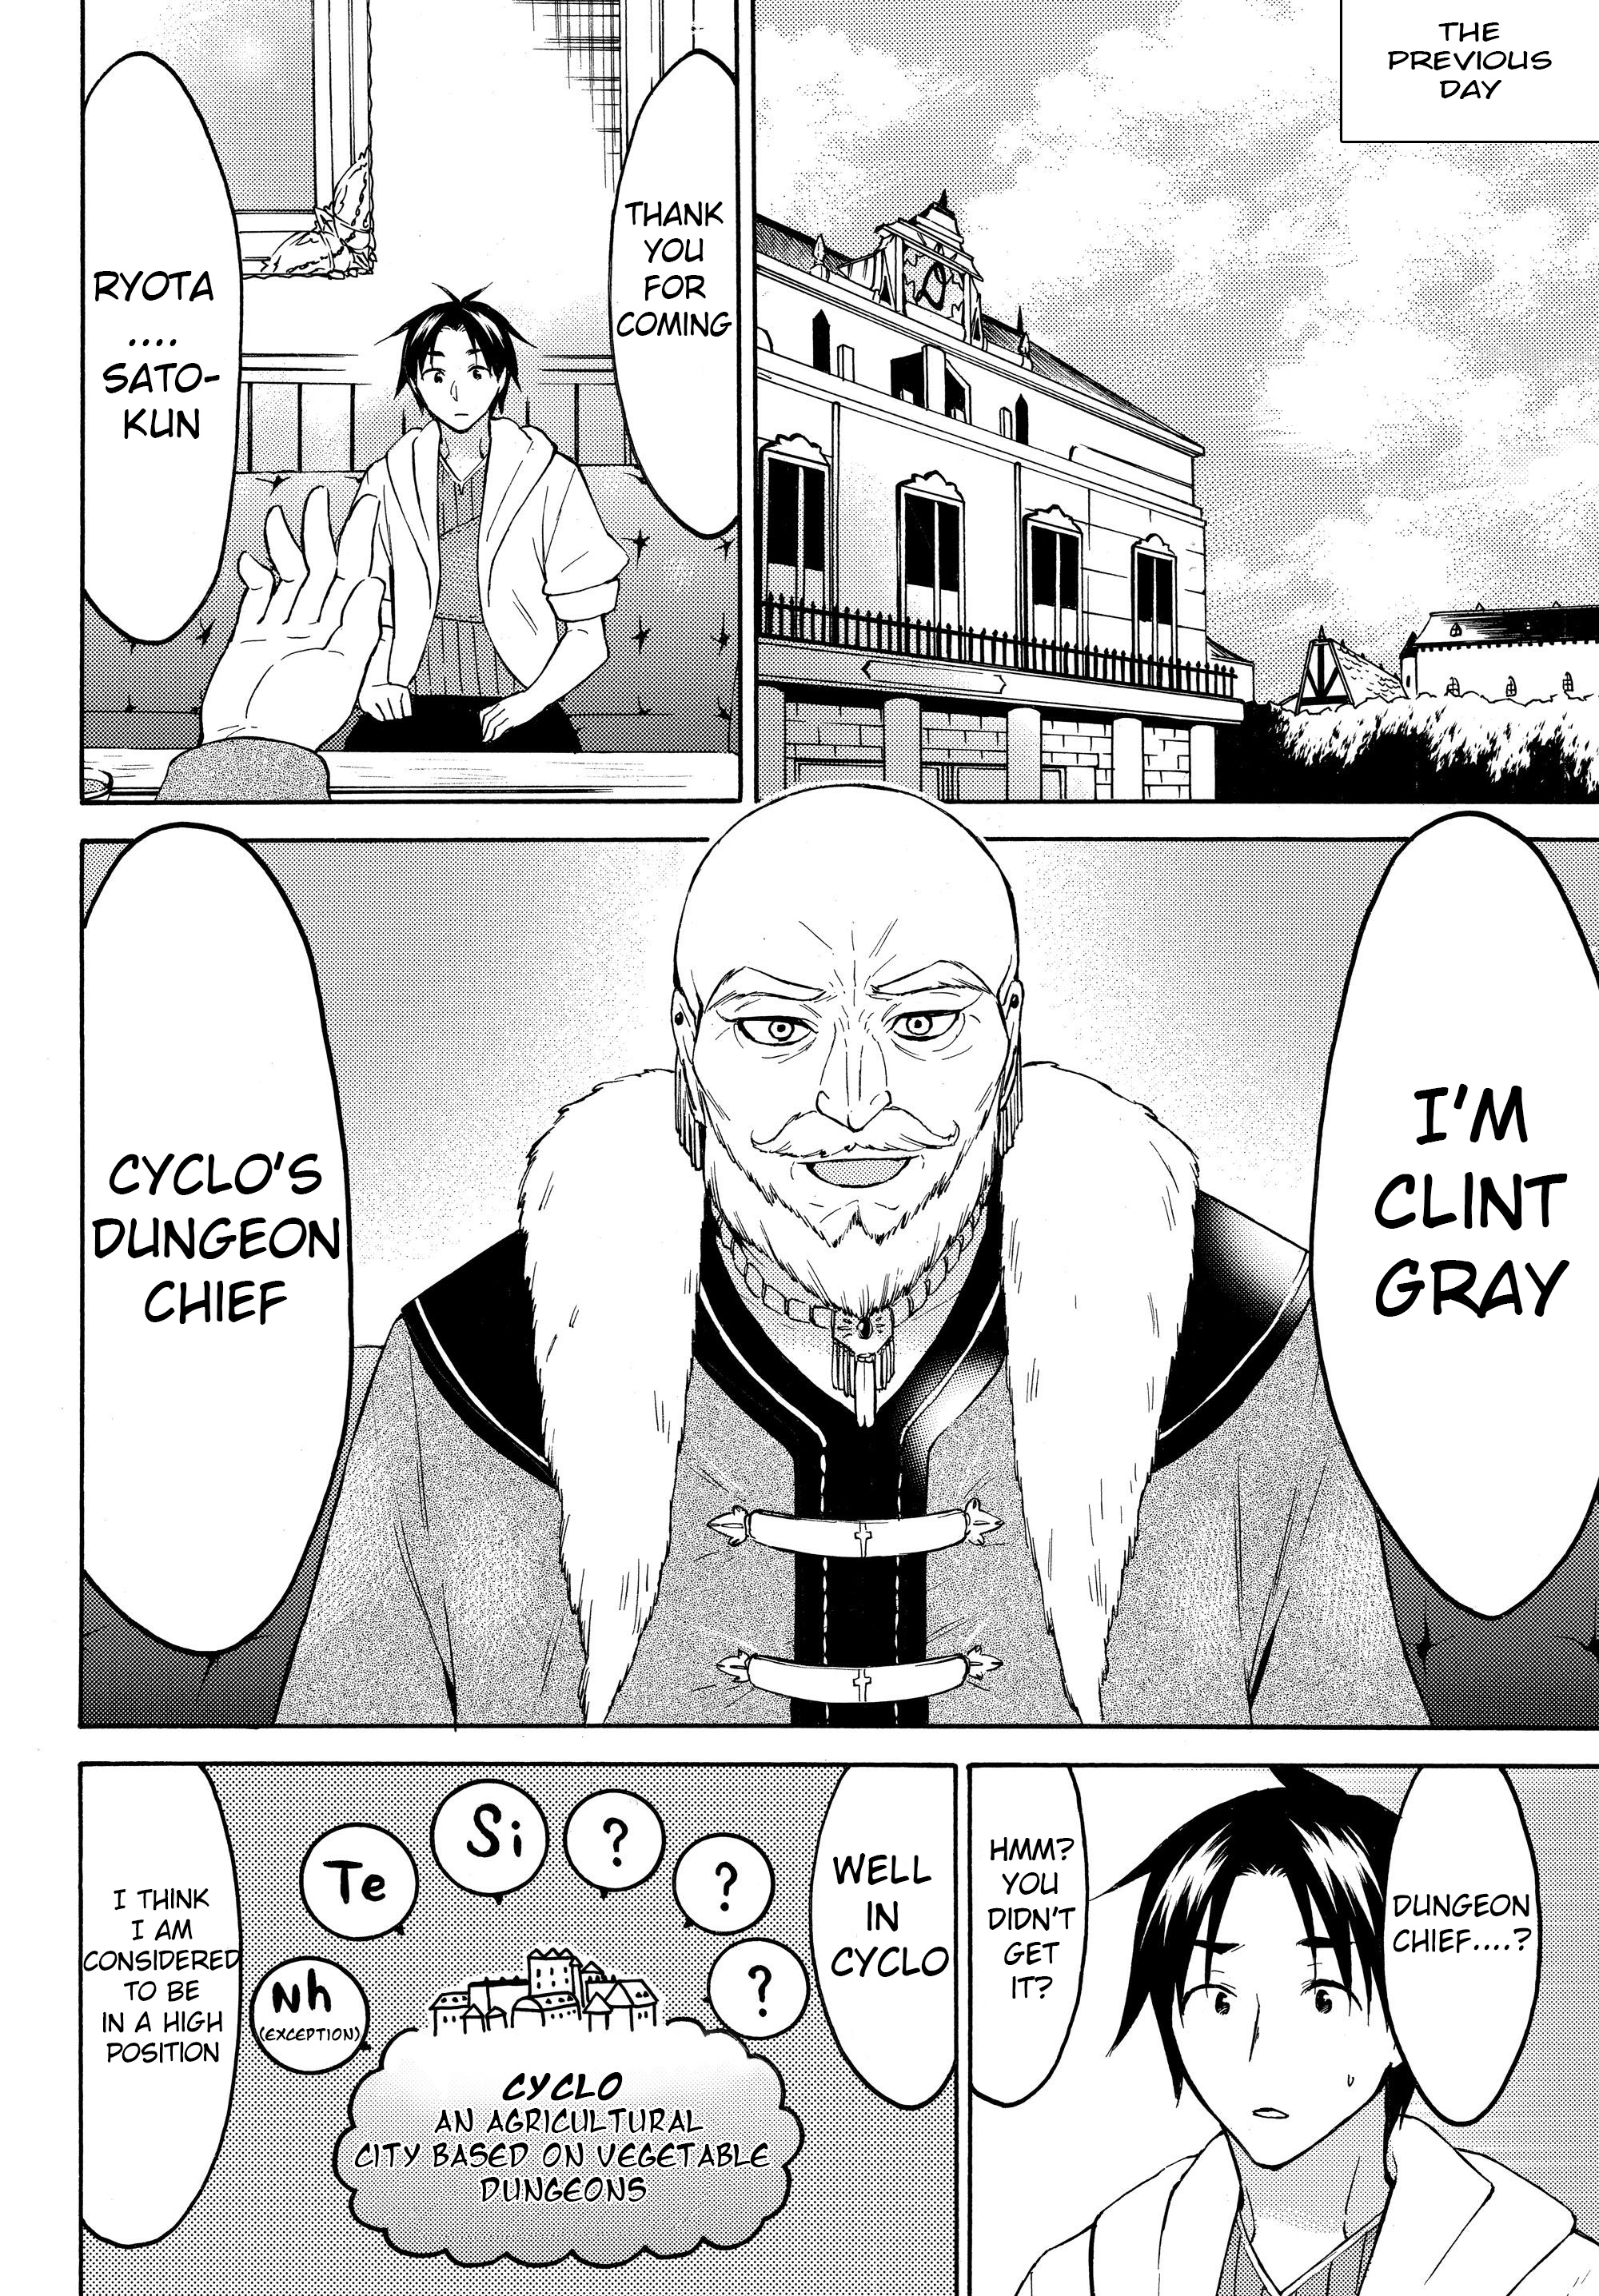 THE
PREVIOUS
DAY
THANK
YOU
FOR
COMING
RYOTA
....
SATO-
KUN
I'M
CLINT
GRAY
CYCLO'S
DUNGEON
CHIEF
DUNGEON
CHIEF....?
HMM?
YOU
DIDN'T
GET
IT?
WELL
IN
CYCLO
Nh
(EXCEPTION)
Te
Si
?
?
?
CYCLO
AN AGRICULTURAL
CITY BASED ON VEGETABLE
DUNGEONS
I THINK
I AM
CONSIDERED
TO BE
IN A HIGH
POSITION